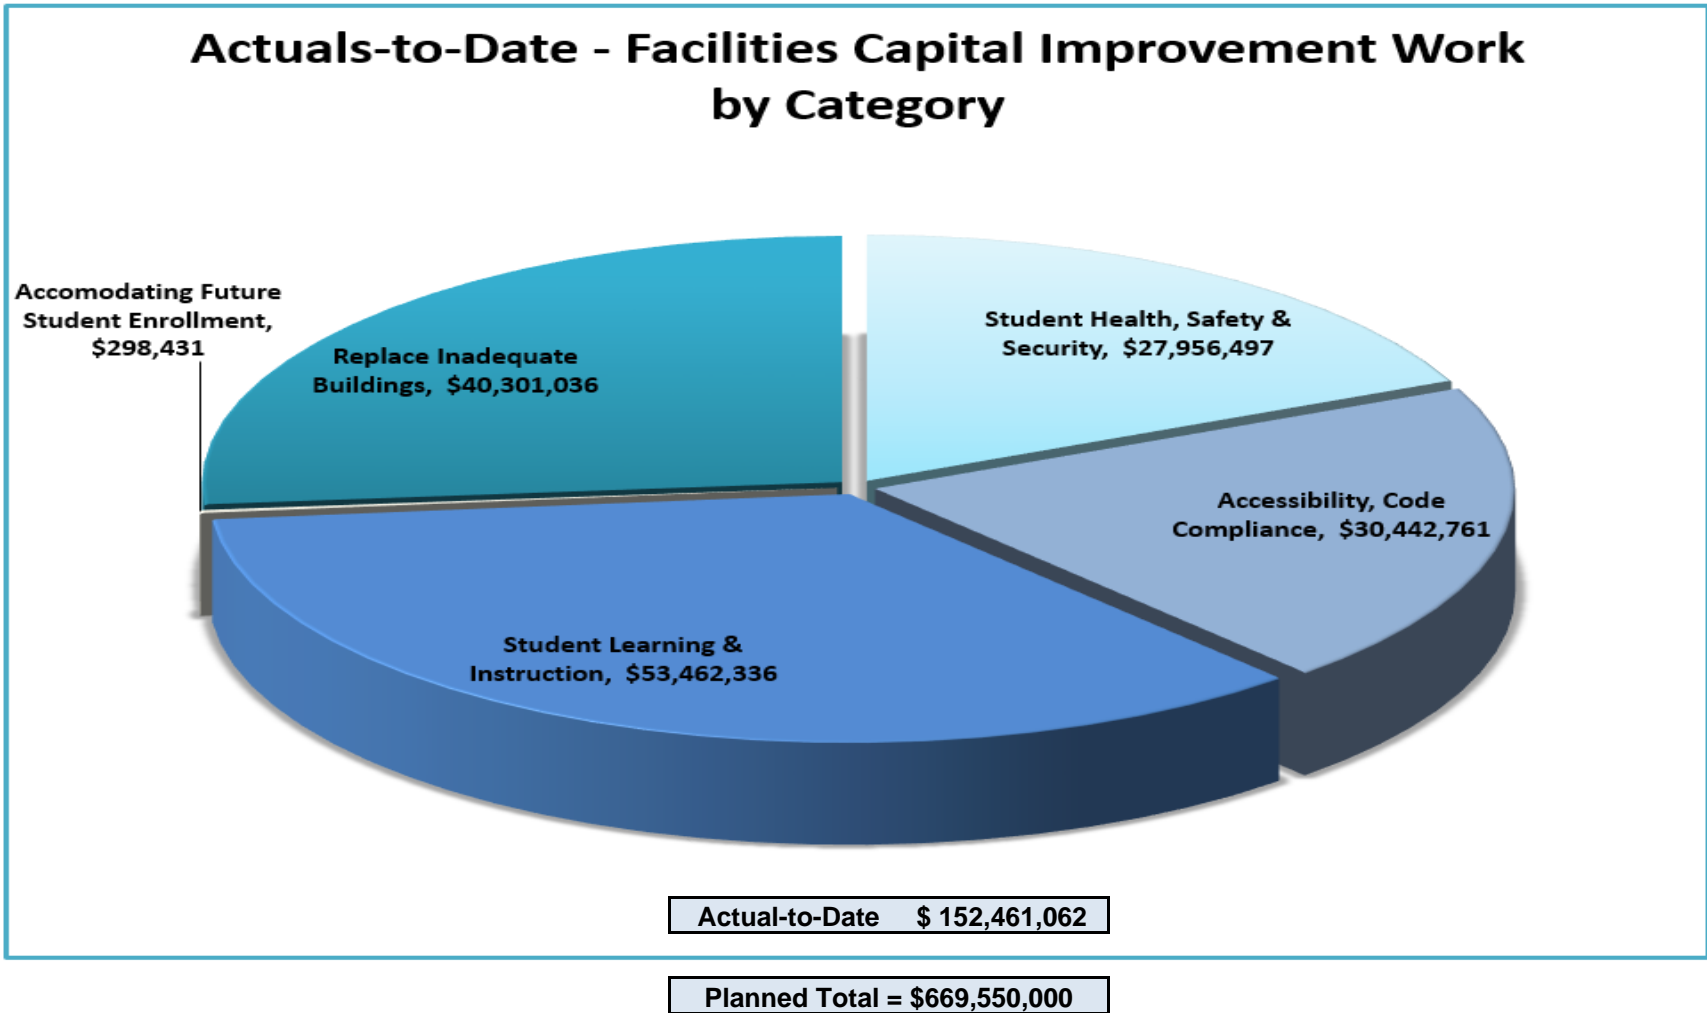 Actuals-to-Date - Facilities Capital Improvement Work
by Category
Accomodating Future
Student Enrollment,
$298,431
Replace Inadequate
Buildings, $40,301,036
Student Health, Safety &
Security, $27,956,497
Accessibility, Code
Compliance, $30,442,761
Student Learning &
Instruction, $53,462,336
Actual-to-Date $ 152,461,062
Planned Total = $669,550,000